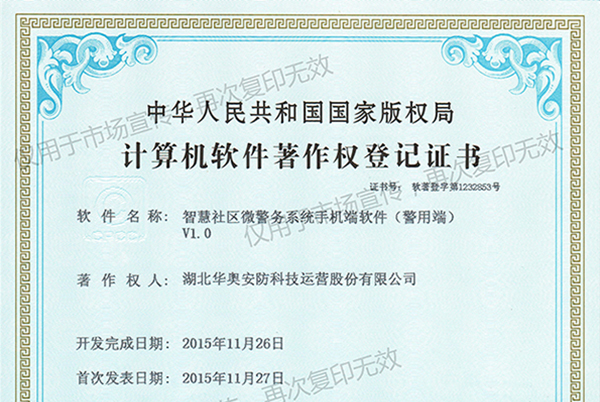 中华人民共和国国家版权局
计算机软件著作权登记证书
证书号： 软著登字第1232853号
软 件 名 称： 智慧社区微警务系统手机端软件（警用端）
V1.0
著 作 权 人： 湖北华奥安防科技运营股份有限公司
开发完成日期： 2015年11月26日
首次发表日期： 2015年11月27日
仅用于市场宣传，再次复印无效
仅用于市场宣传，再次复印无效
再次复印无效